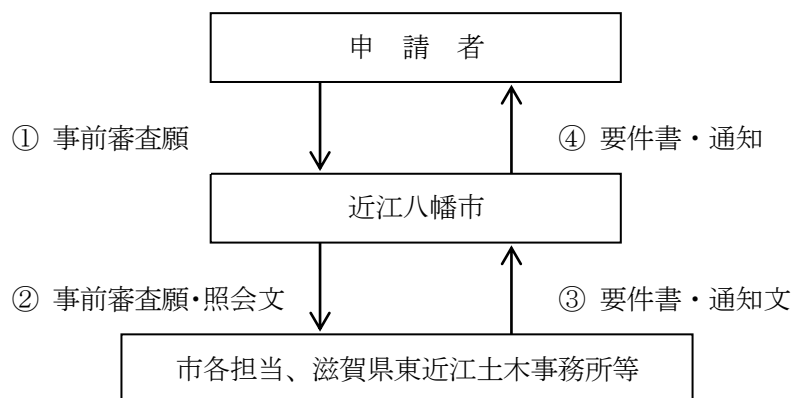 申 請 者
① 事前審査願
④ 要件書・通知
近江八幡市
② 事前審査願・照会文
③ 要件書・通知文
市各担当、滋賀県東近江土木事務所等